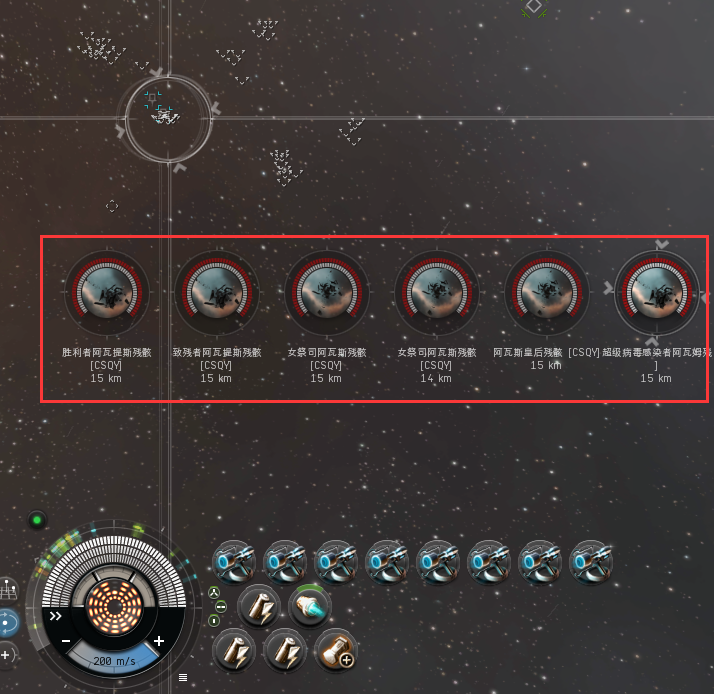 胜利者阿瓦提斯残骸
[CSQY]
15 km
致残者阿瓦提斯残骸
[CSQY]
15 km
女祭司阿瓦斯残骸
[CSQY]
15 km
女祭司阿瓦斯残骸
[CSQY]
14 km
阿瓦斯皇后残骸 [CSQY]
15 km
超级病毒感染者阿瓦姆残
]
15 km
200 m/s